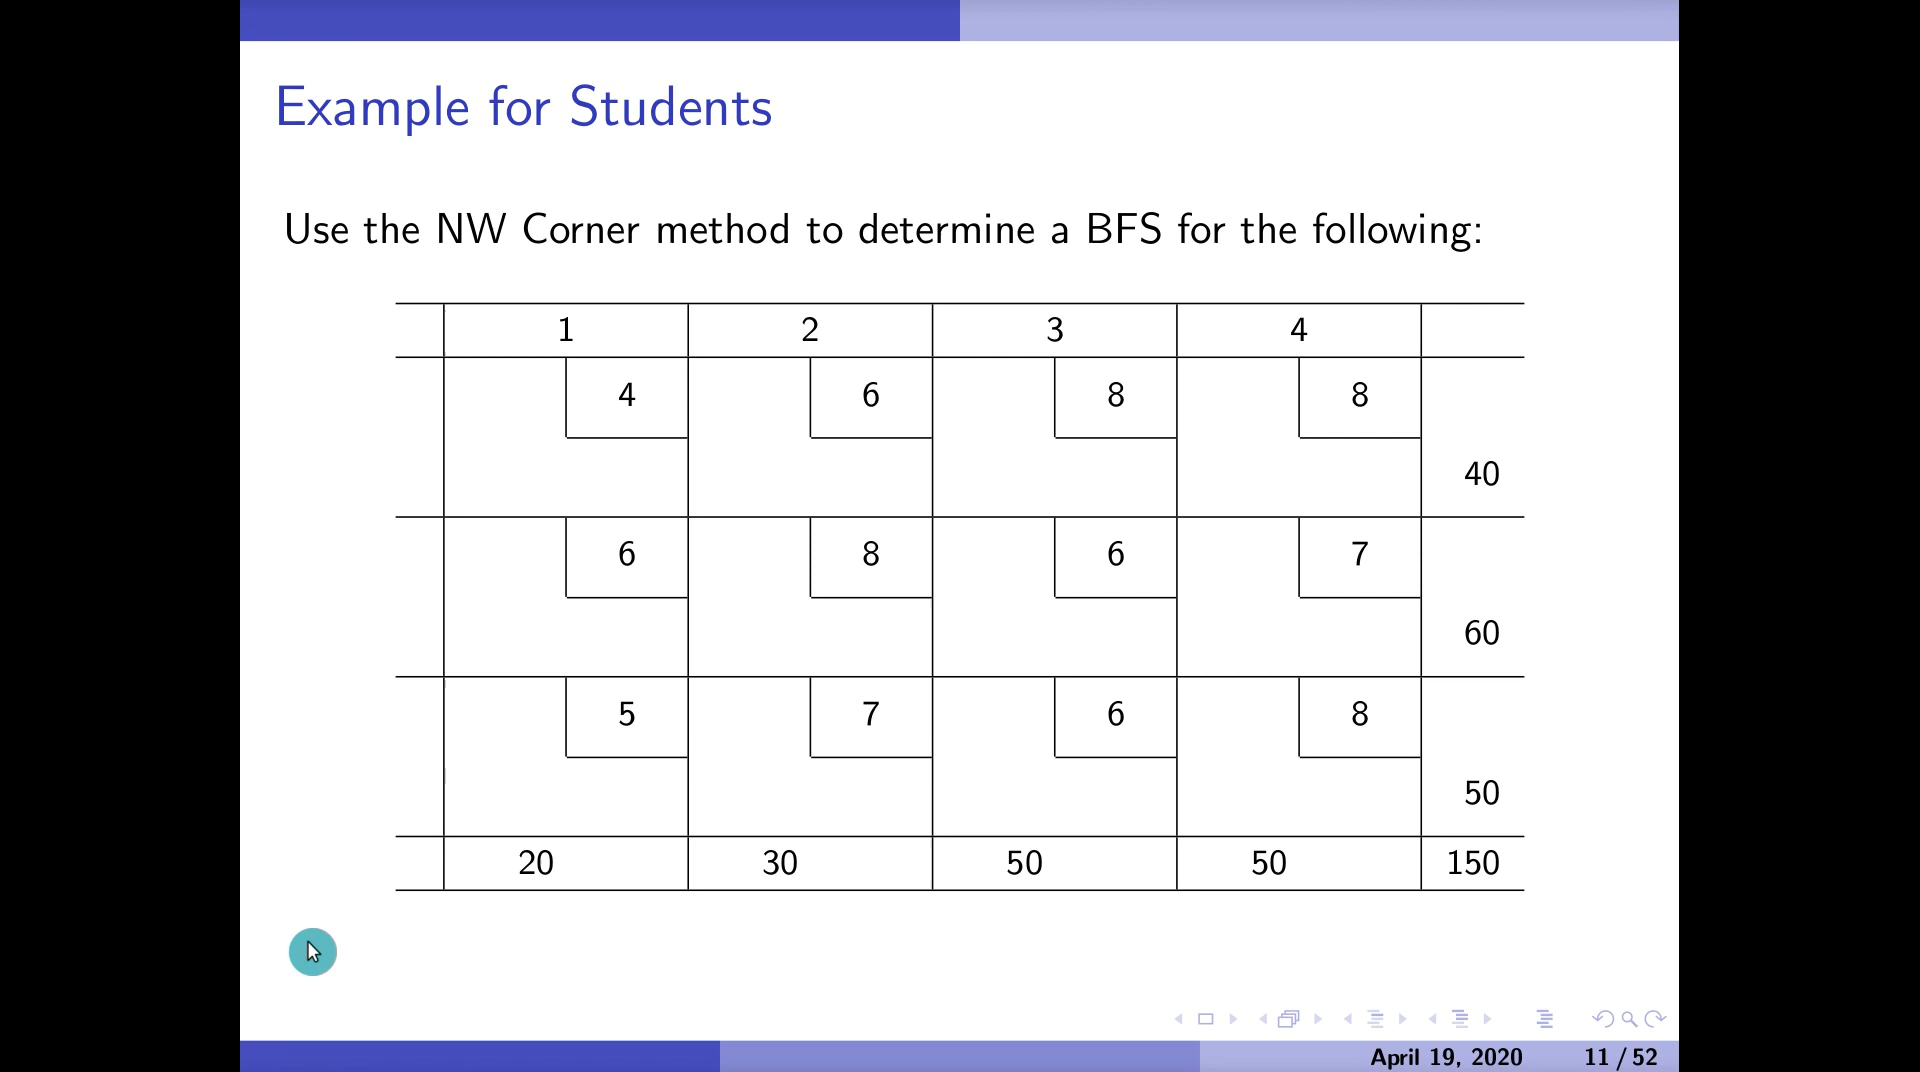 Example for Students
Use the NW Corner method to determine a BFS for the following:
1 2 3 4
4 6 8 8
40
6 8 6 7
60
5 7 6 8
50
20 30 50 50 150
April 19, 2020 11 / 52